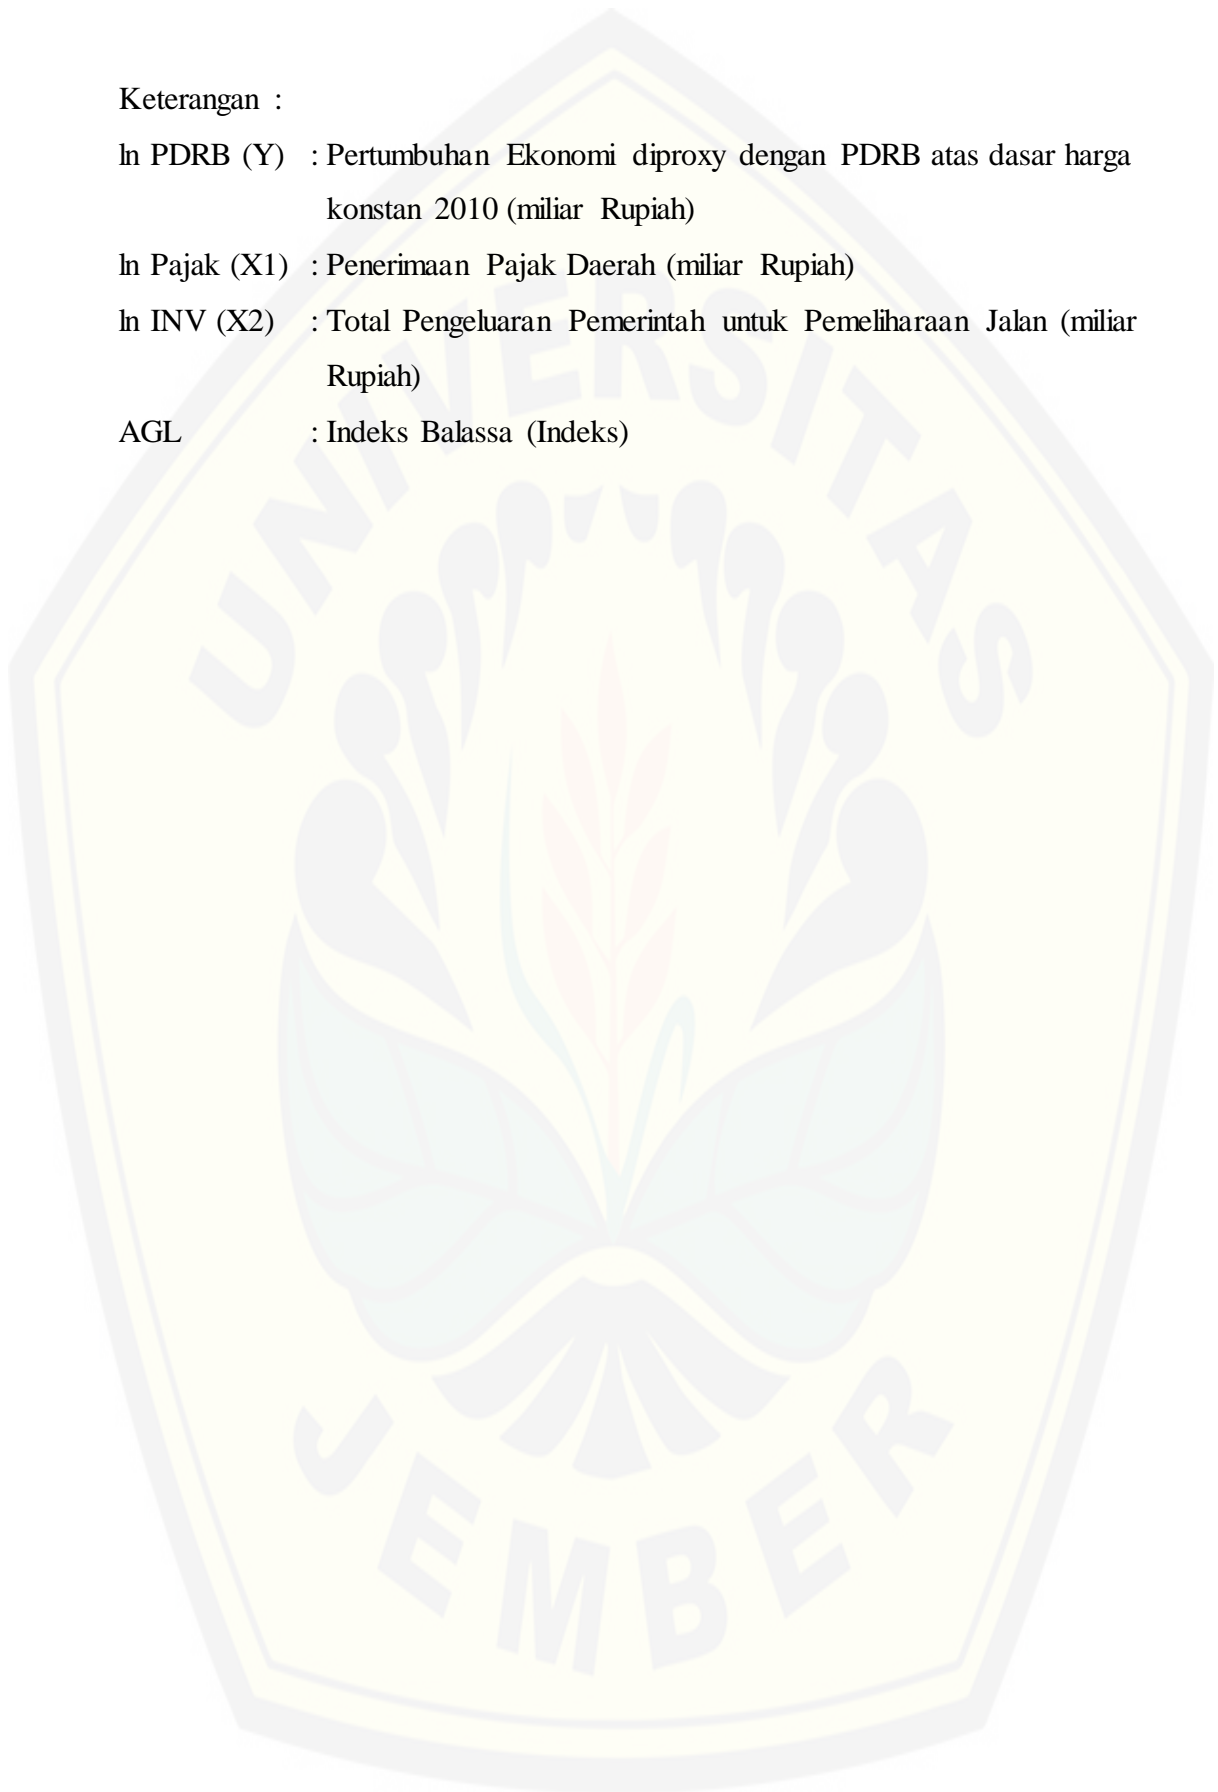 Keterangan :
ln PDRB (Y) : Pertumbuhan Ekonomi diproxy dengan PDRB atas dasar harga
konstan 2010 (miliar Rupiah)
ln Pajak (X1) : Penerimaan Pajak Daerah (miliar Rupiah)
ln INV (X2) : Total Pengeluaran Pemerintah untuk Pemeliharaan Jalan (miliar
Rupiah)
AGL : Indeks Balassa (Indeks)
UNIVERSITAS
JEMBER